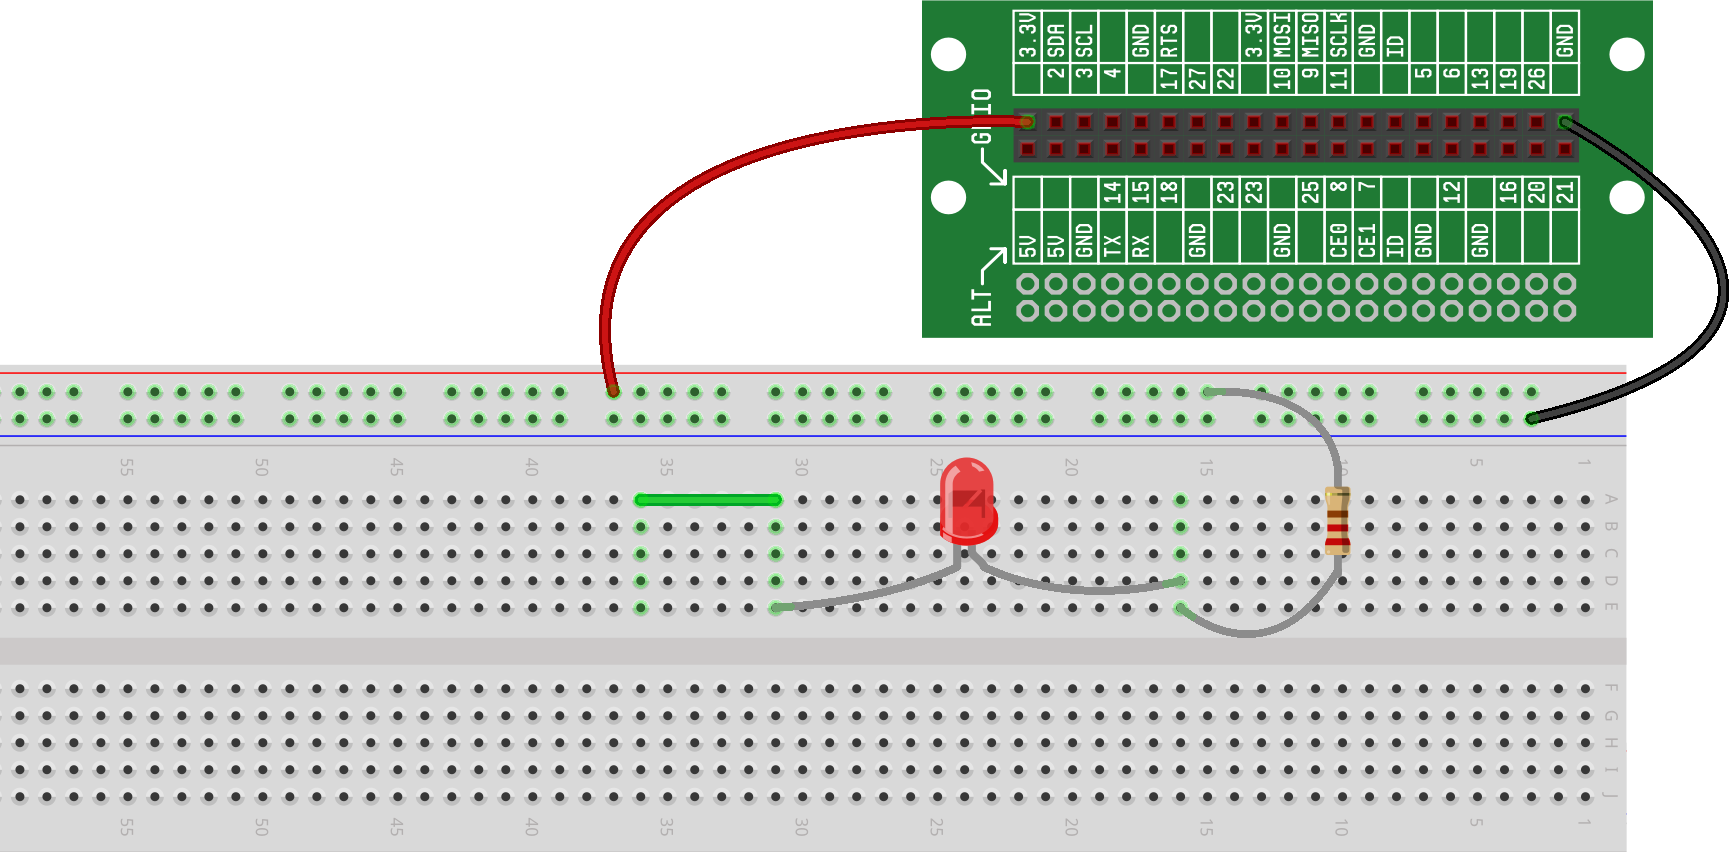 3.3V SDA SCL GND RTS 3.3V MOSI MISO SCLK GND ID GND
2 3 4 17 27 22 10 9 11 5 6 13 19 26
GPIO
14 15 18 23 23 25 8 7 12 16 20 21
5V 5V GND TX RX GND GND CE0 CE1 ID GND GND
ALT
55 50 45 40 35 30 25 20 15 10 5 1
A
B
C
D
E
F
G
H
I
J
55 50 45 40 35 30 25 20 15 10 5 1